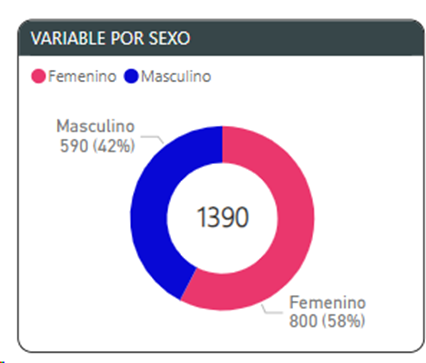 VARIABLE POR SEXO
Femenino Masculino
Masculino
590 (42%)
1390
Femenino
800 (58%)